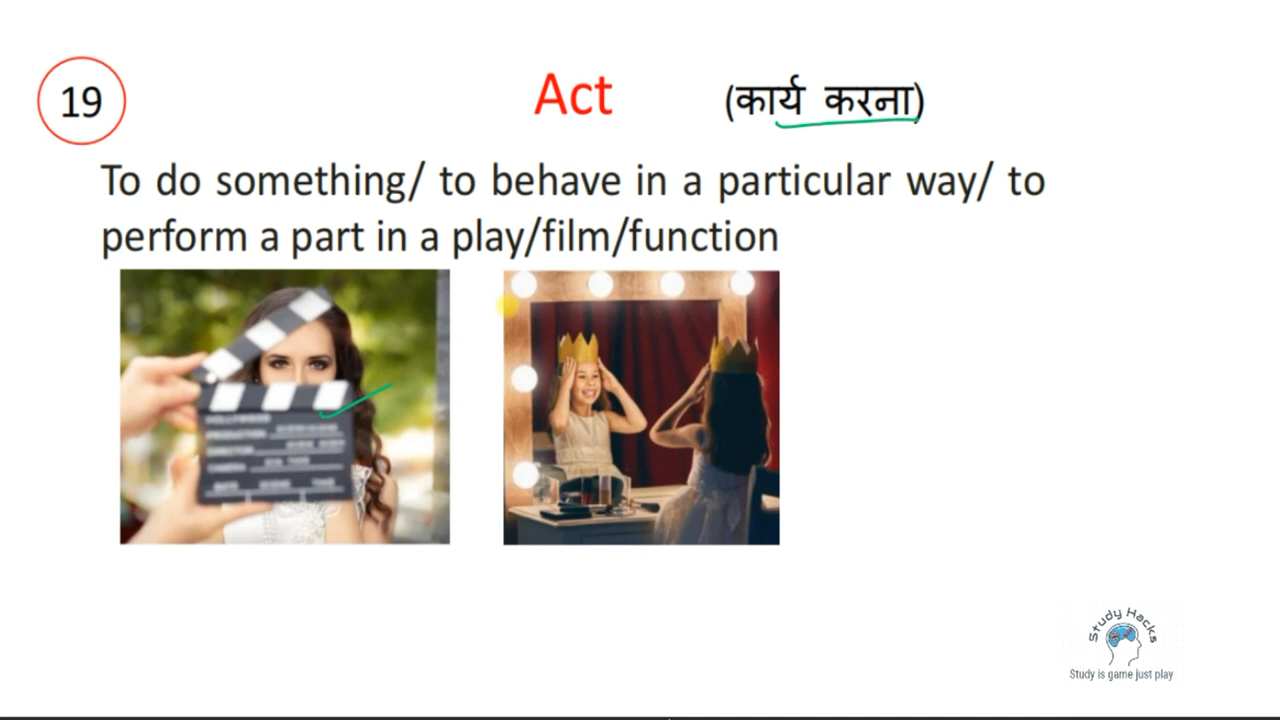 19
Act (कार्य करना)
To do something/ to behave in a particular way/ to
perform a part in a play/film/function
Study Hacks
Study is game just play